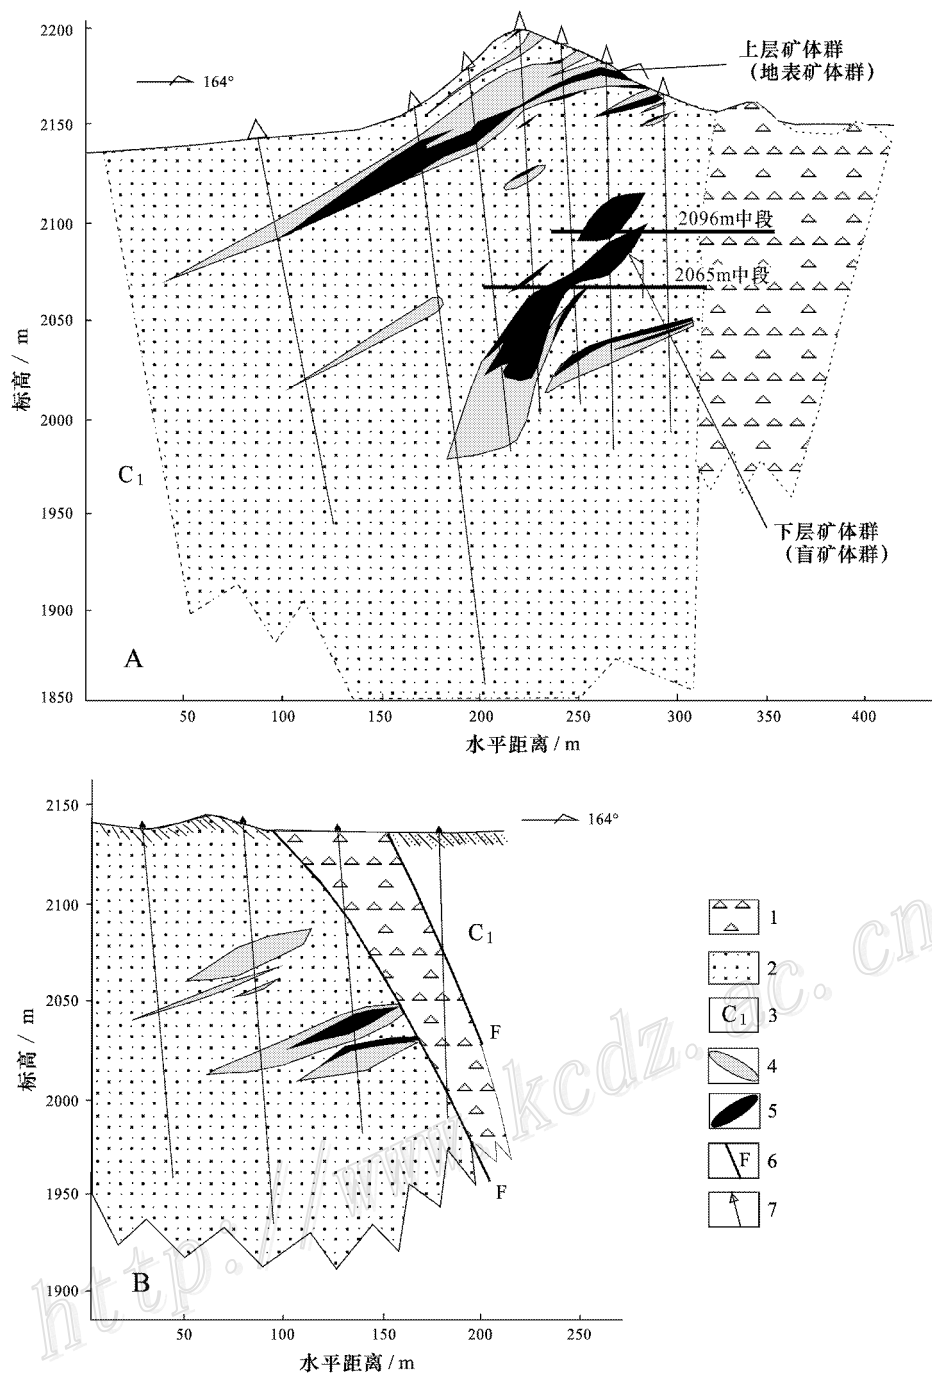 2200
2150
2100
2050
2000
1950
1900
1850
标高 / m
164°
上层矿体群
（地表矿体群）
2096m中段
2065m中段
下层矿体群
（盲矿体群）
C1
A
50
100
150
200
250
300
350
400
水平距离 / m
2150
2100
2050
2000
1950
1900
标高 / m
164°
C1
F
F
B
50
100
150
200
250
水平距离 / m
1
2
C1
3
4
5
F
6
7
http://www.kcdz.ac.cn